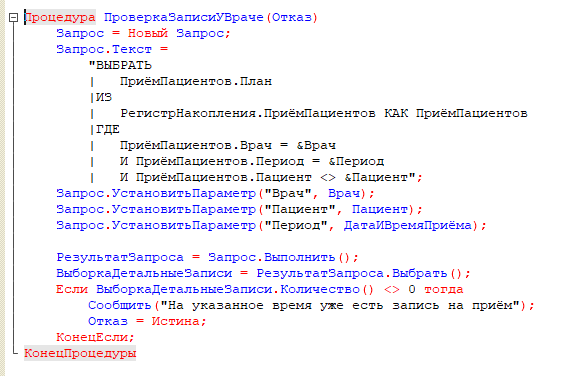 Процедура ПроверкаЗаписиУВраче(Отказ)
Запрос = Новый Запрос;
Запрос.Текст =
"ВЫБРАТЬ
|   ПриёмПациентов.План
|ИЗ
|   РегистрНакопления.ПриёмПациентов КАК ПриёмПациентов
|ГДЕ
|   ПриёмПациентов.Врач = &Врач
|   И ПриёмПациентов.Период = &Период
|   И ПриёмПациентов.Пациент <> &Пациент";
Запрос.УстановитьПараметр("Врач", Врач);
Запрос.УстановитьПараметр("Пациент", Пациент);
Запрос.УстановитьПараметр("Период", ДатаИВремяПриёма);
РезультатЗапроса = Запрос.Выполнить();
ВыборкаДетальныеЗаписи = РезультатЗапроса.Выбрать();
Если ВыборкаДетальныеЗаписи.Количество() <> 0 тогда
Сообщить("На указанное время уже есть запись на приём");
Отказ = Истина;
КонецЕсли;
КонецПроцедуры